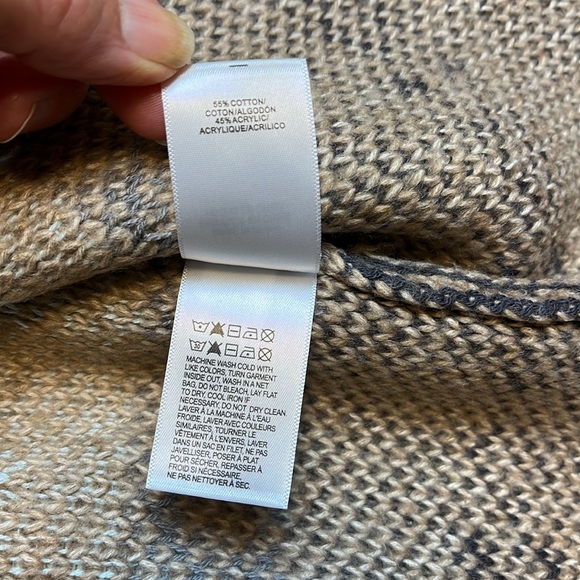 55% COTTON/
COTON/ALGODÓN
45% ACRYLIC/
ACRYLIQUE/ACRILICO
MACHINE WASH COLD WITH
LIKE COLORS, TURN GARMENT
INSIDE OUT, WASH IN A NET
BAG, DO NOT BLEACH, LAY FLAT
TO DRY, COOL IRON IF
NECESSARY, DO NOT DRY CLEAN
LAVER À LA MACHINE À L'EAU
FROIDE, LAVER AVEC COULEURS
SIMILAIRES, TOURNER LE
VÊTEMENT À L'ENVERS, LAVER
DANS UN SAC EN FILET, NE PAS
JAVELLISER, POSER À PLAT
POUR SÉCHER, REPASSER À
FROID SI NÉCESSAIRE,
NE PAS NETTOYER À SEC.